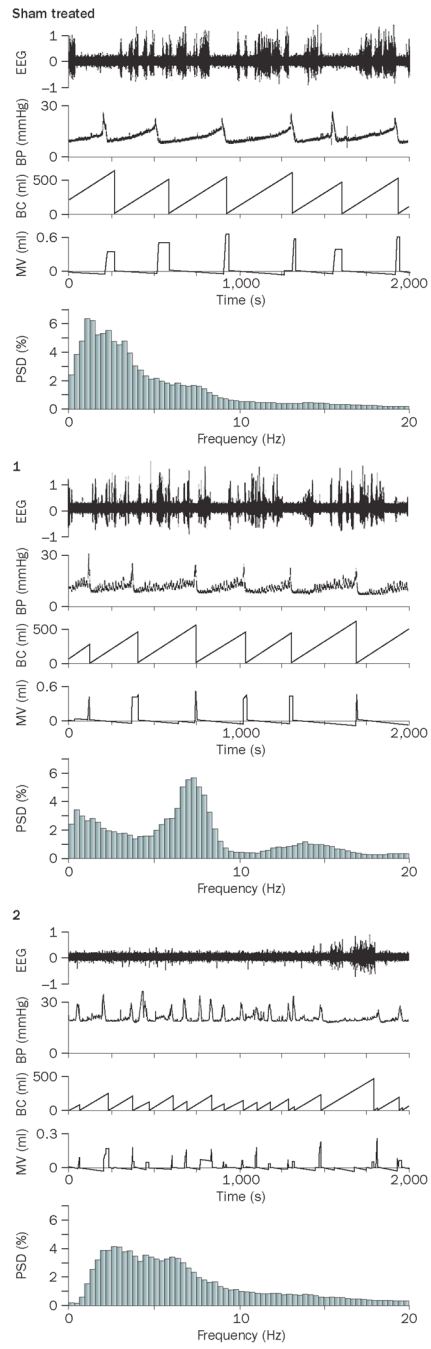 Sham treated
EEG
1
0
−1
BP (mmHg)
30
0
BC (ml)
500
0
MV (ml)
0.6
0
0 1,000 2,000
Time (s)
PSD (%)
6
4
2
0
0 10 20
Frequency (Hz)
1
EEG
1
0
−1
BP (mmHg)
30
0
BC (ml)
500
0
MV (ml)
0.6
0
0 1,000 2,000
Time (s)
PSD (%)
6
4
2
0
0 10 20
Frequency (Hz)
2
EEG
1
0
−1
BP (mmHg)
30
0
BC (ml)
500
0
MV (ml)
0.3
0
0 1,000 2,000
Time (s)
PSD (%)
6
4
2
0
0 10 20
Frequency (Hz)